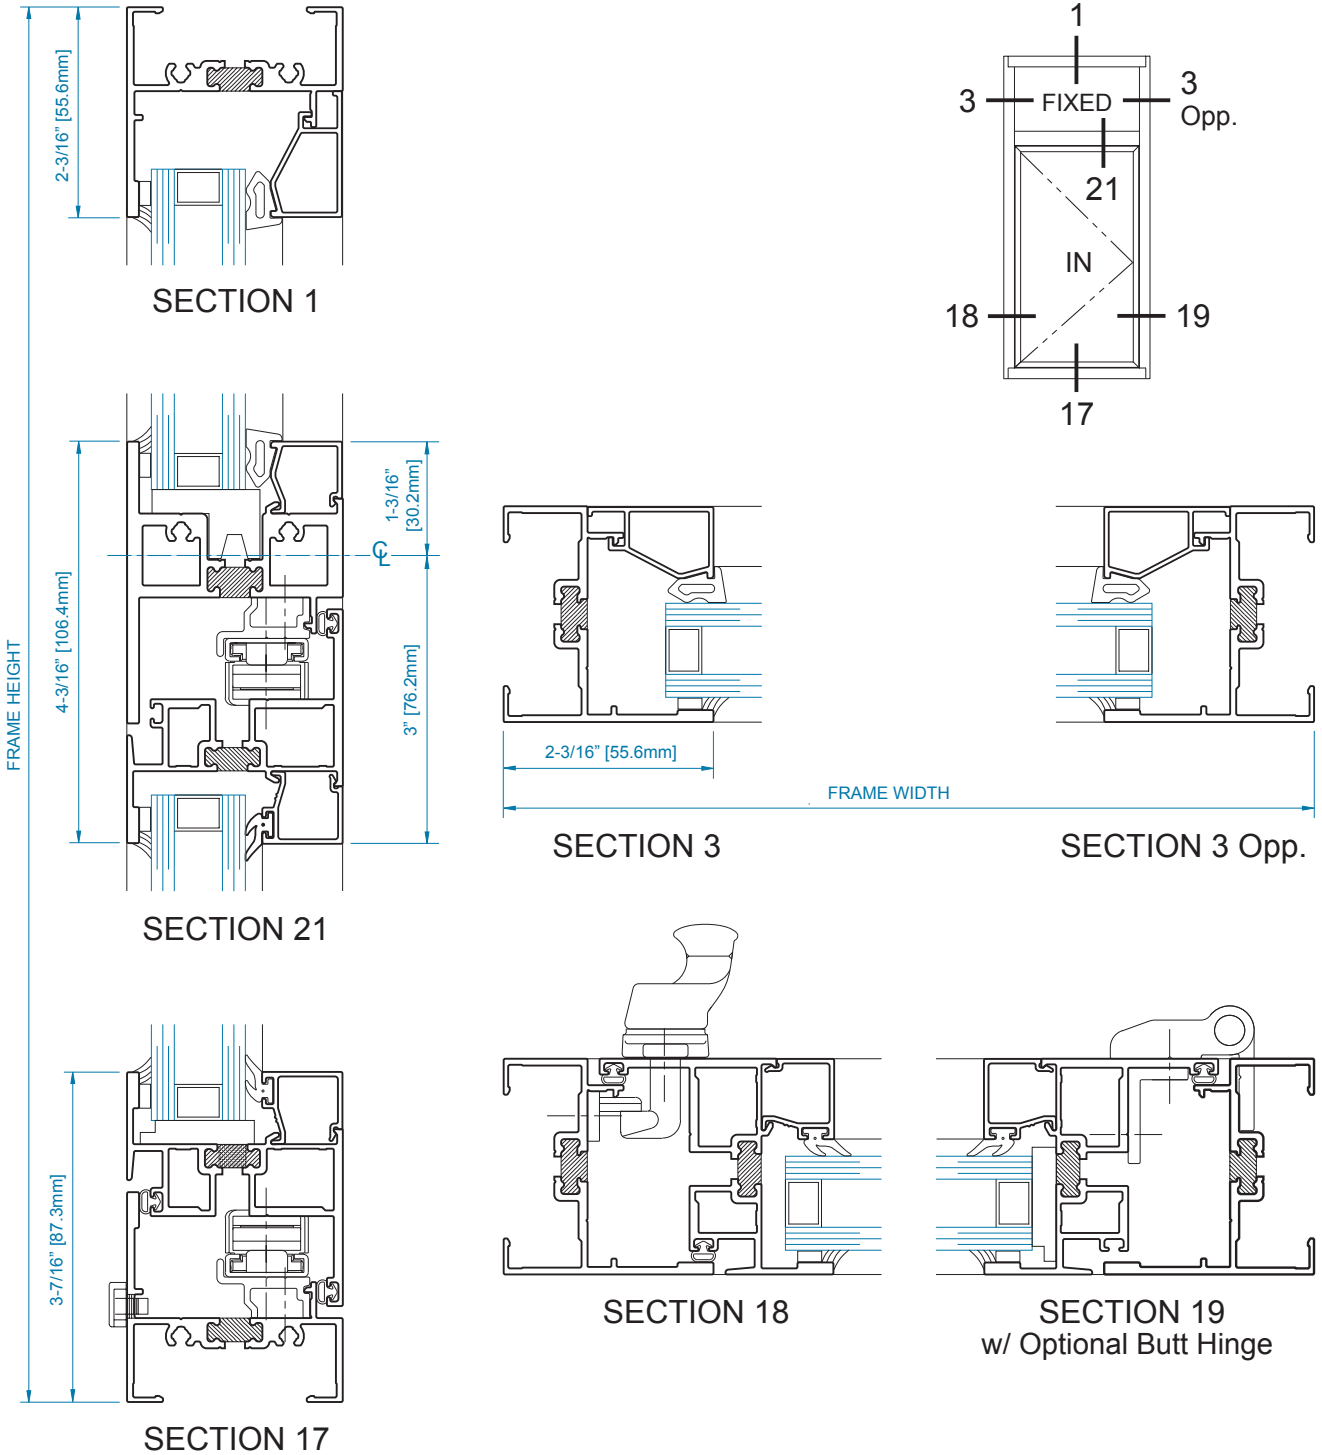 1
3
FIXED
3
Opp.
21
IN
18
19
17
2-3/16” [55.6mm]
SECTION 1
FRAME HEIGHT
4-3/16” [106.4mm]
1-3/16”
[30.2mm]
CL
3” [76.2mm]
SECTION 21
2-3/16” [55.6mm]
FRAME WIDTH
SECTION 3
SECTION 3 Opp.
3-7/16” [87.3mm]
SECTION 17
SECTION 18
SECTION 19
w/ Optional Butt Hinge